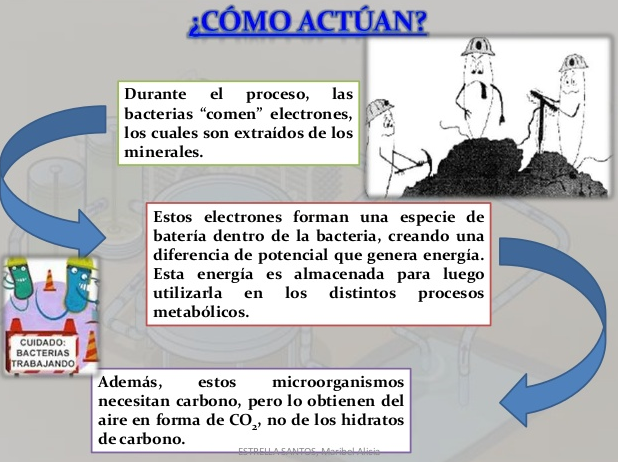 ¿CÓMO ACTÚAN?
Durante el proceso, las
bacterias “comen” electrones,
los cuales son extraídos de los
minerales.
Estos electrones forman una especie de
batería dentro de la bacteria, creando una
diferencia de potencial que genera energía.
Esta energía es almacenada para luego
utilizarla en los distintos procesos
metabólicos.
CUIDADO:
BACTERIAS
TRABAJANDO
Además, estos microorganismos
necesitan carbono, pero lo obtienen del
aire en forma de CO₂, no de los hidratos
de carbono.
ESTRELLA SANTOS, Maribel Alicia